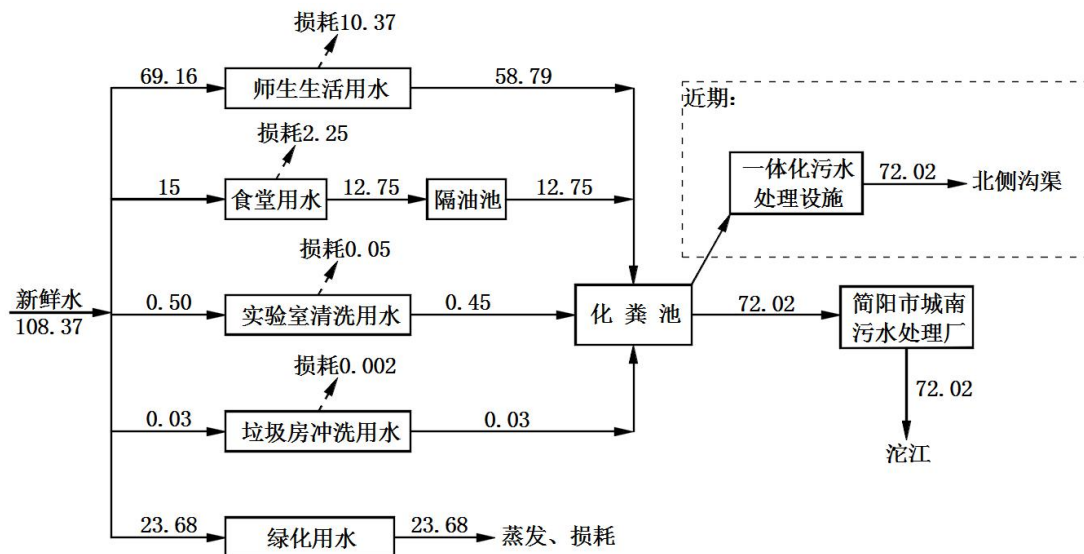 损耗10.37
69.16
师生生活用水
58.79
近期：
损耗2.25
15
食堂用水
12.75
隔油池
12.75
一体化污水
处理设施
72.02
北侧沟渠
损耗0.05
新鲜水
108.37
0.50
实验室清洗用水
0.45
化 粪 池
72.02
简阳市城南
污水处理厂
72.02
沱江
损耗0.002
0.03
垃圾房冲洗用水
0.03
23.68
绿化用水
23.68
蒸发、损耗